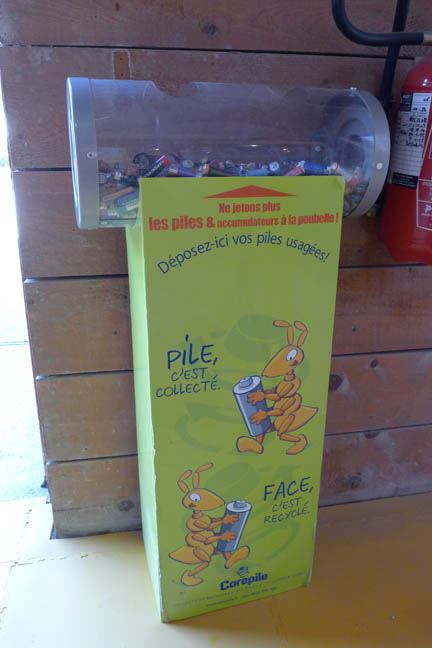 Ne jetons plus
les piles & accumulateurs à la poubelle !
Déposez-ici vos piles usagées!
PILE,
C'EST
COLLECTÉ.
FACE,
C'EST
RECYCLÉ.
Corepile